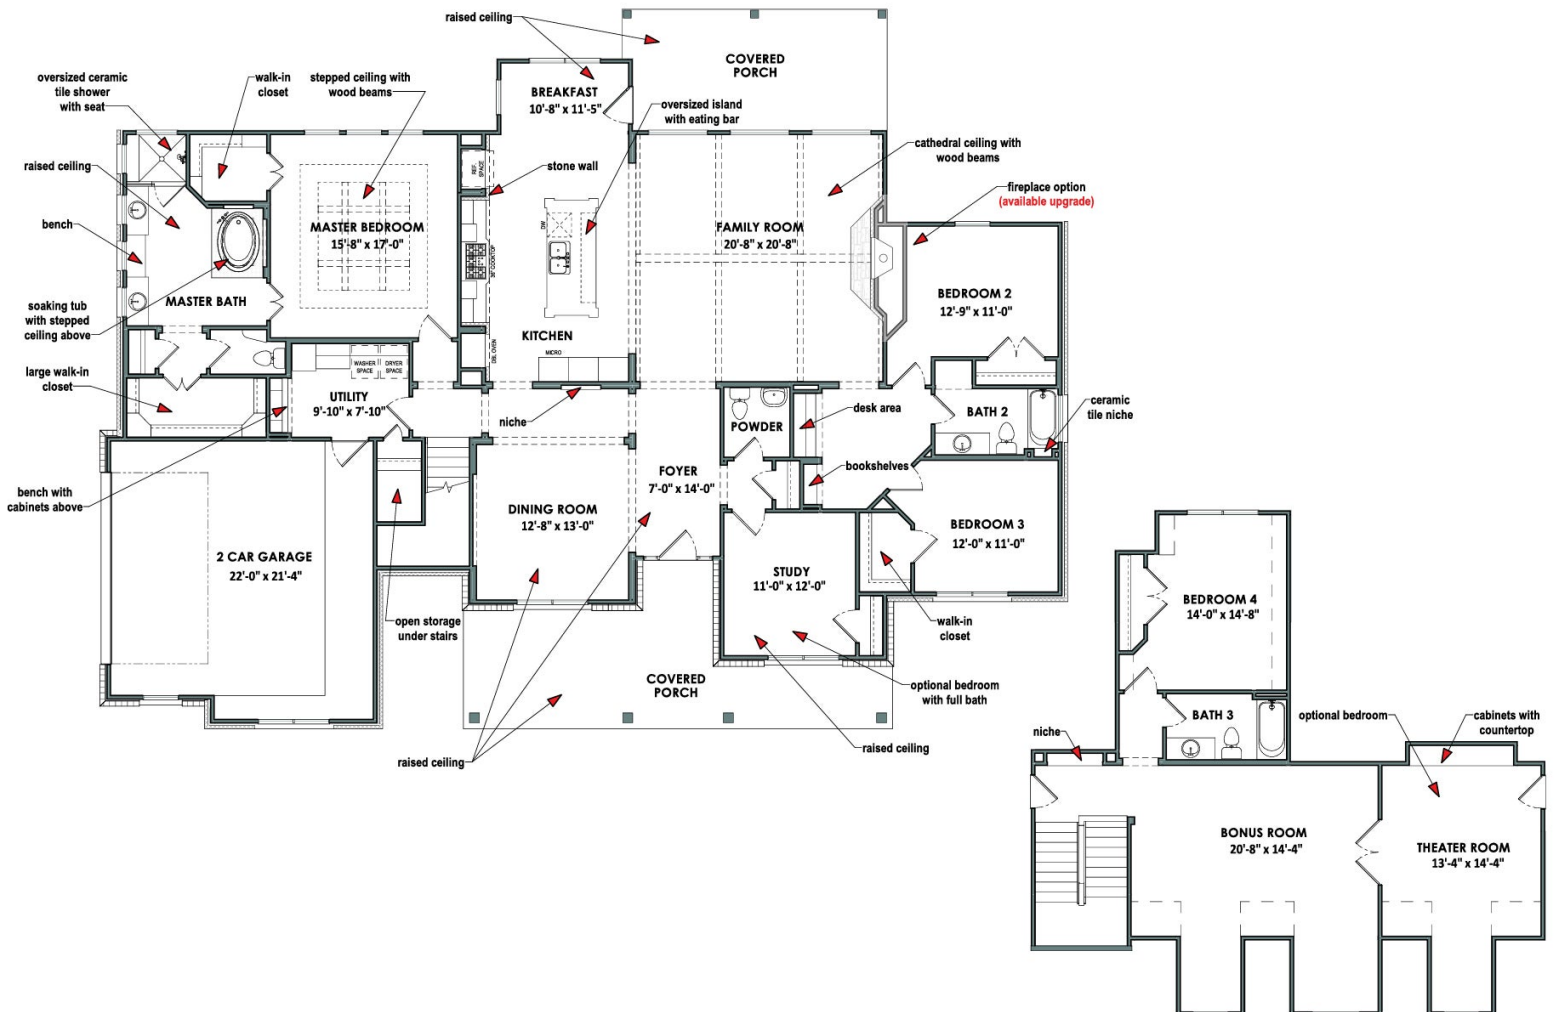 raised ceiling
COVERED
PORCH
oversized ceramic
tile shower
with seat
walk-in
closet
stepped ceiling with
wood beams
BREAKFAST
10'-8" x 11'-5"
oversized island
with eating bar
raised ceiling
REF.
SPACE
stone wall
cathedral ceiling with
wood beams
fireplace option
(available upgrade)
bench
MASTER BEDROOM
15'-8" x 17'-0"
DW
36" COOKTOP
FAMILY ROOM
20'-8" x 20'-8"
MASTER BATH
BEDROOM 2
12'-9" x 11'-0"
soaking tub
with stepped
ceiling above
KITCHEN
DBL OVEN
MICRO
large walk-in
closet
WASHER
SPACE
DRYER
SPACE
UTILITY
9'-10" x 7'-10"
niche
POWDER
desk area
BATH 2
ceramic
tile niche
bench with
cabinets above
FOYER
7'-0" x 14'-0"
bookshelves
DINING ROOM
12'-8" x 13'-0"
BEDROOM 3
12'-0" x 11'-0"
2 CAR GARAGE
22'-0" x 21'-4"
STUDY
11'-0" x 12'-0"
open storage
under stairs
walk-in
closet
COVERED
PORCH
optional bedroom
with full bath
raised ceiling
raised ceiling
BEDROOM 4
14'-0" x 14'-8"
niche
BATH 3
optional bedroom
cabinets with
countertop
BONUS ROOM
20'-8" x 14'-4"
THEATER ROOM
13'-4" x 14'-4"